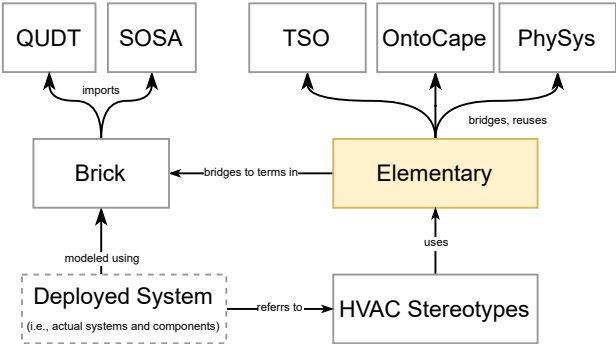 QUDT
SOSA
TSO
OntoCape
PhySys
imports
bridges, reuses
Brick
bridges to terms in
Elementary
modeled using
uses
Deployed System
(i.e., actual systems and components)
referrs to
HVAC Stereotypes